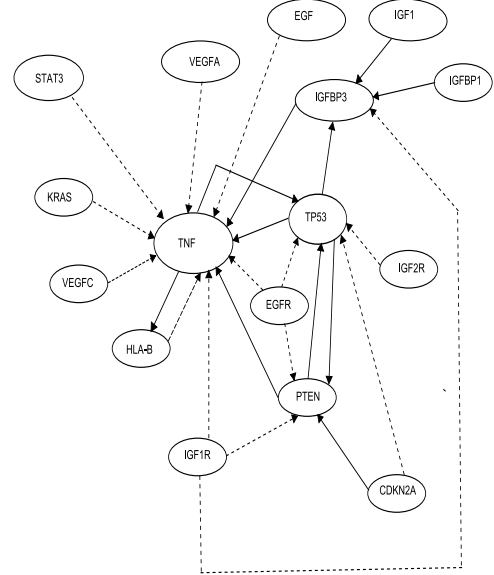 EGF
IGF1
VEGFA
STAT3
IGFBP1
IGFBP3
KRAS
TP53
TNF
IGF2R
VEGFC
EGFR
HLA-B
PTEN
IGF1R
CDKN2A